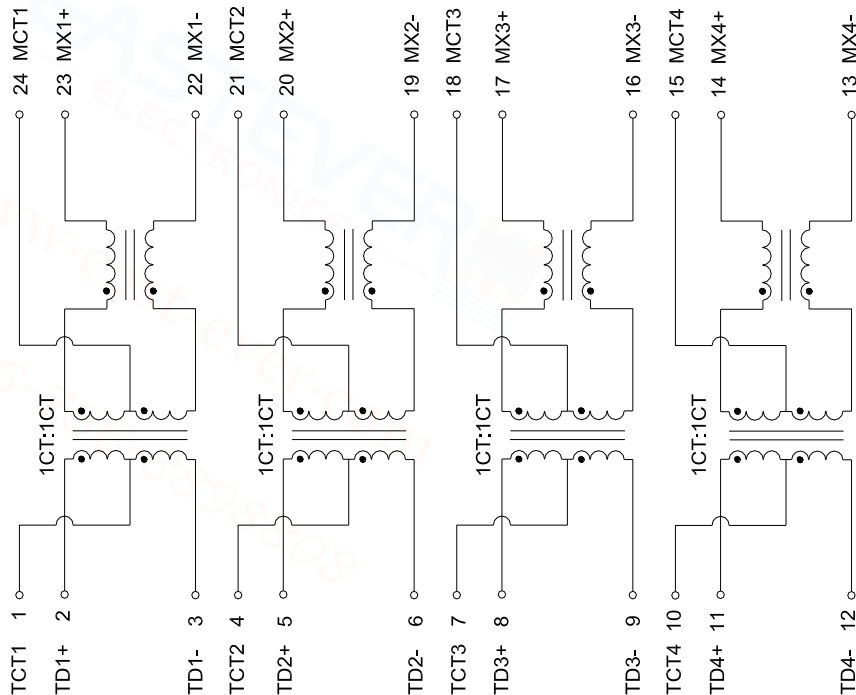 24 MCT1
23 MX1+
22 MX1-
21 MCT2
20 MX2+
19 MX2-
18 MCT3
17 MX3+
16 MX3-
15 MCT4
14 MX4+
13 MX4-
1CT:1CT
1CT:1CT
1CT:1CT
1CT:1CT
TCT1 1
TD1+ 2
TD1- 3
TCT2 4
TD2+ 5
TD2- 6
TCT3 7
TD3+ 8
TD3- 9
TCT4 10
TD4+ 11
TD4- 12
ELECTRONICS